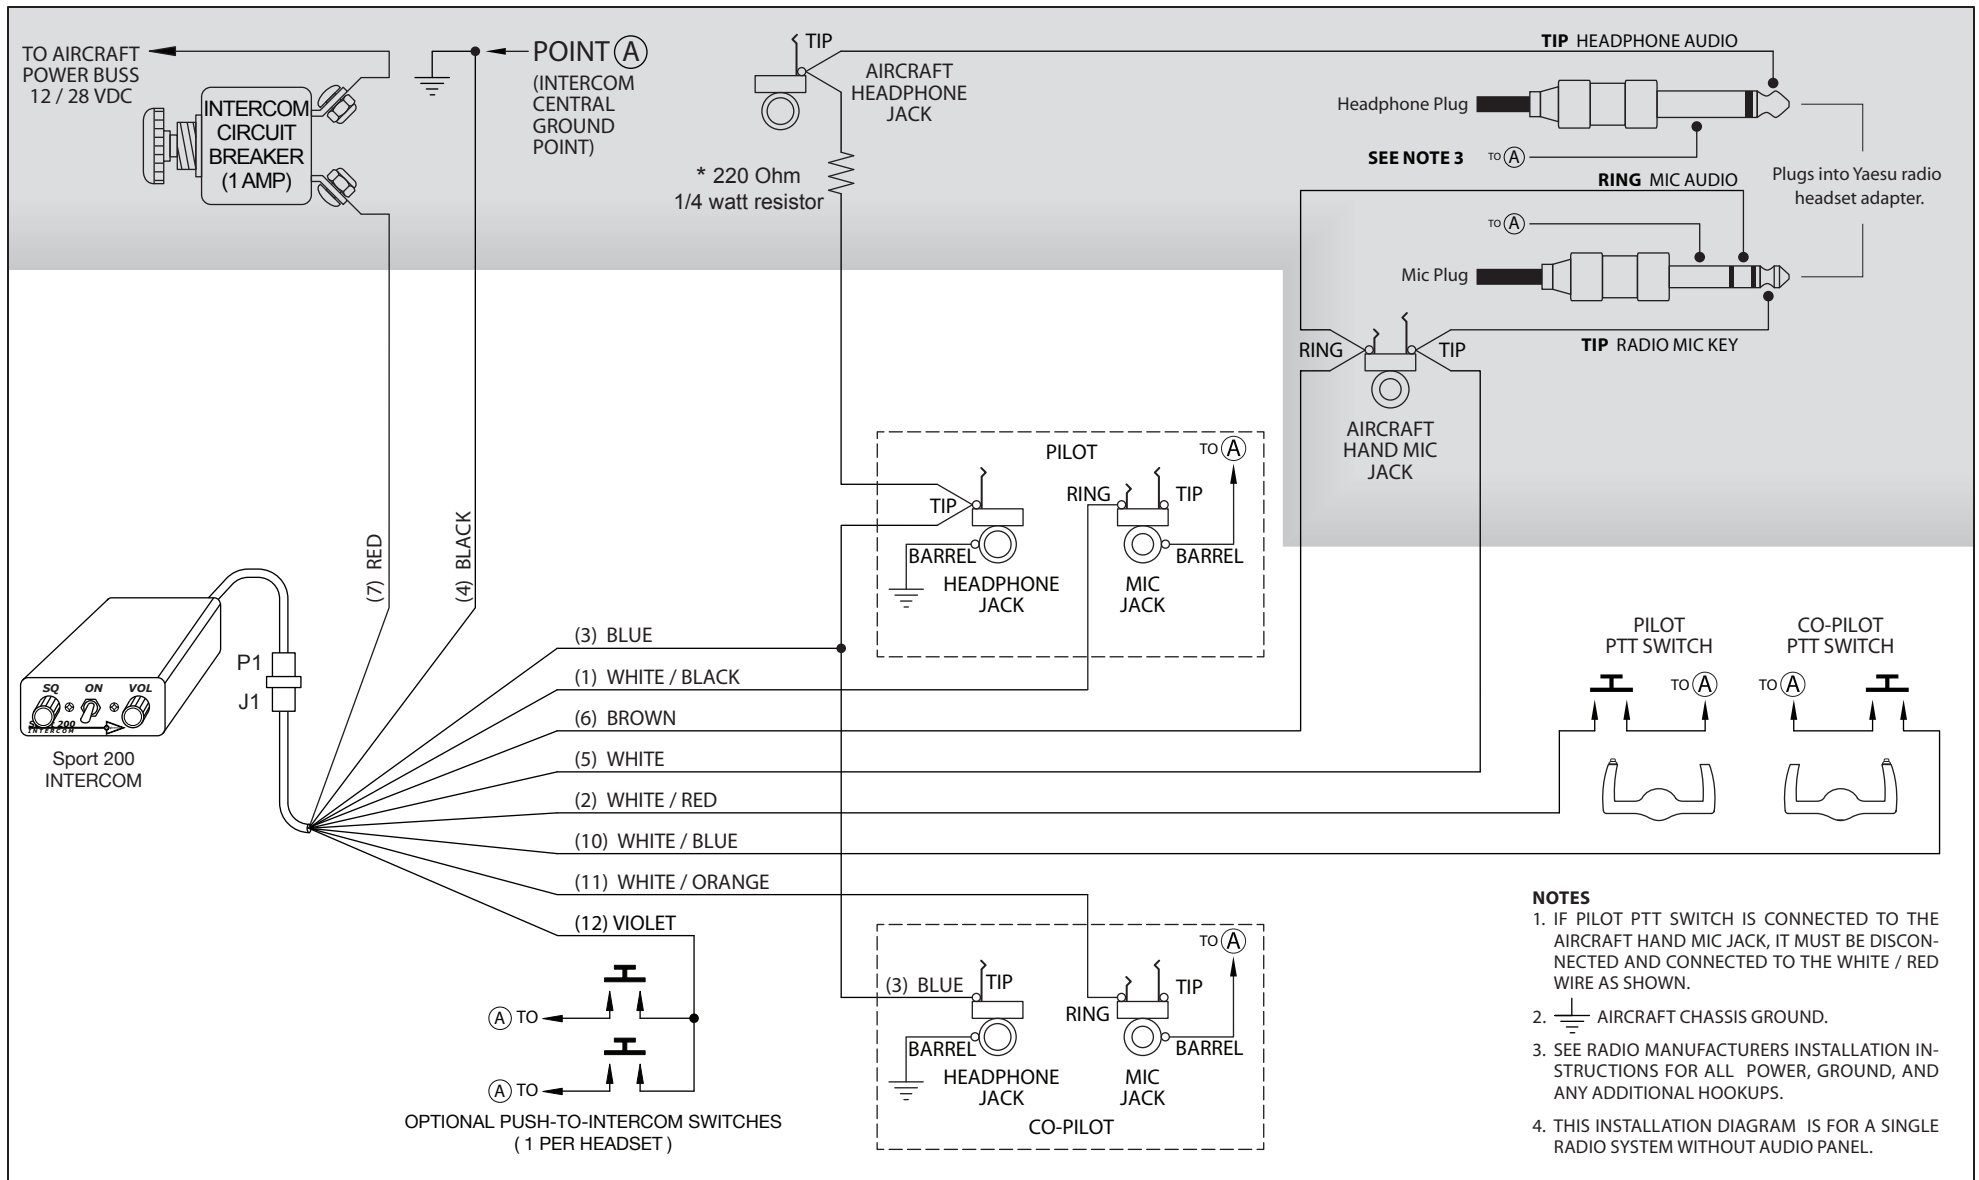 TO AIRCRAFT
POWER BUSS
12 / 28 VDC
INTERCOM
CIRCUIT
BREAKER
(1 AMP)
POINT A
(INTERCOM
CENTRAL
GROUND
POINT)
TIP
AIRCRAFT
HEADPHONE
JACK
* 220 Ohm
1/4 watt resistor
TIP HEADPHONE AUDIO
Headphone Plug
SEE NOTE 3 TO A
RING MIC AUDIO
Plugs into Yaesu radio
headset adapter.
TO A
Mic Plug
TIP RADIO MIC KEY
RING
TIP
AIRCRAFT
HAND MIC
JACK
PILOT
TO A
TIP
RING
TIP
BARREL
BARREL
HEADPHONE
JACK
MIC
JACK
(7) RED
(4) BLACK
P1
J1
SQ ON VOL
INTERCOM
Sport 200
INTERCOM
(3) BLUE
(1) WHITE / BLACK
(6) BROWN
(5) WHITE
(2) WHITE / RED
(10) WHITE / BLUE
(11) WHITE / ORANGE
(12) VIOLET
PILOT
PTT SWITCH
TO A
CO-PILOT
PTT SWITCH
TO A
A TO
A TO
OPTIONAL PUSH-TO-INTERCOM SWITCHES
( 1 PER HEADSET )
TO A
(3) BLUE
TIP
RING
TIP
BARREL
BARREL
HEADPHONE
JACK
MIC
JACK
CO-PILOT
NOTES
1. IF PILOT PTT SWITCH IS CONNECTED TO THE
AIRCRAFT HAND MIC JACK, IT MUST BE DISCON-
NECTED AND CONNECTED TO THE WHITE / RED
WIRE AS SHOWN.
2. AIRCRAFT CHASSIS GROUND.
3. SEE RADIO MANUFACTURERS INSTALLATION IN-
STRUCTIONS FOR ALL POWER, GROUND, AND
ANY ADDITIONAL HOOKUPS.
4. THIS INSTALLATION DIAGRAM IS FOR A SINGLE
RADIO SYSTEM WITHOUT AUDIO PANEL.